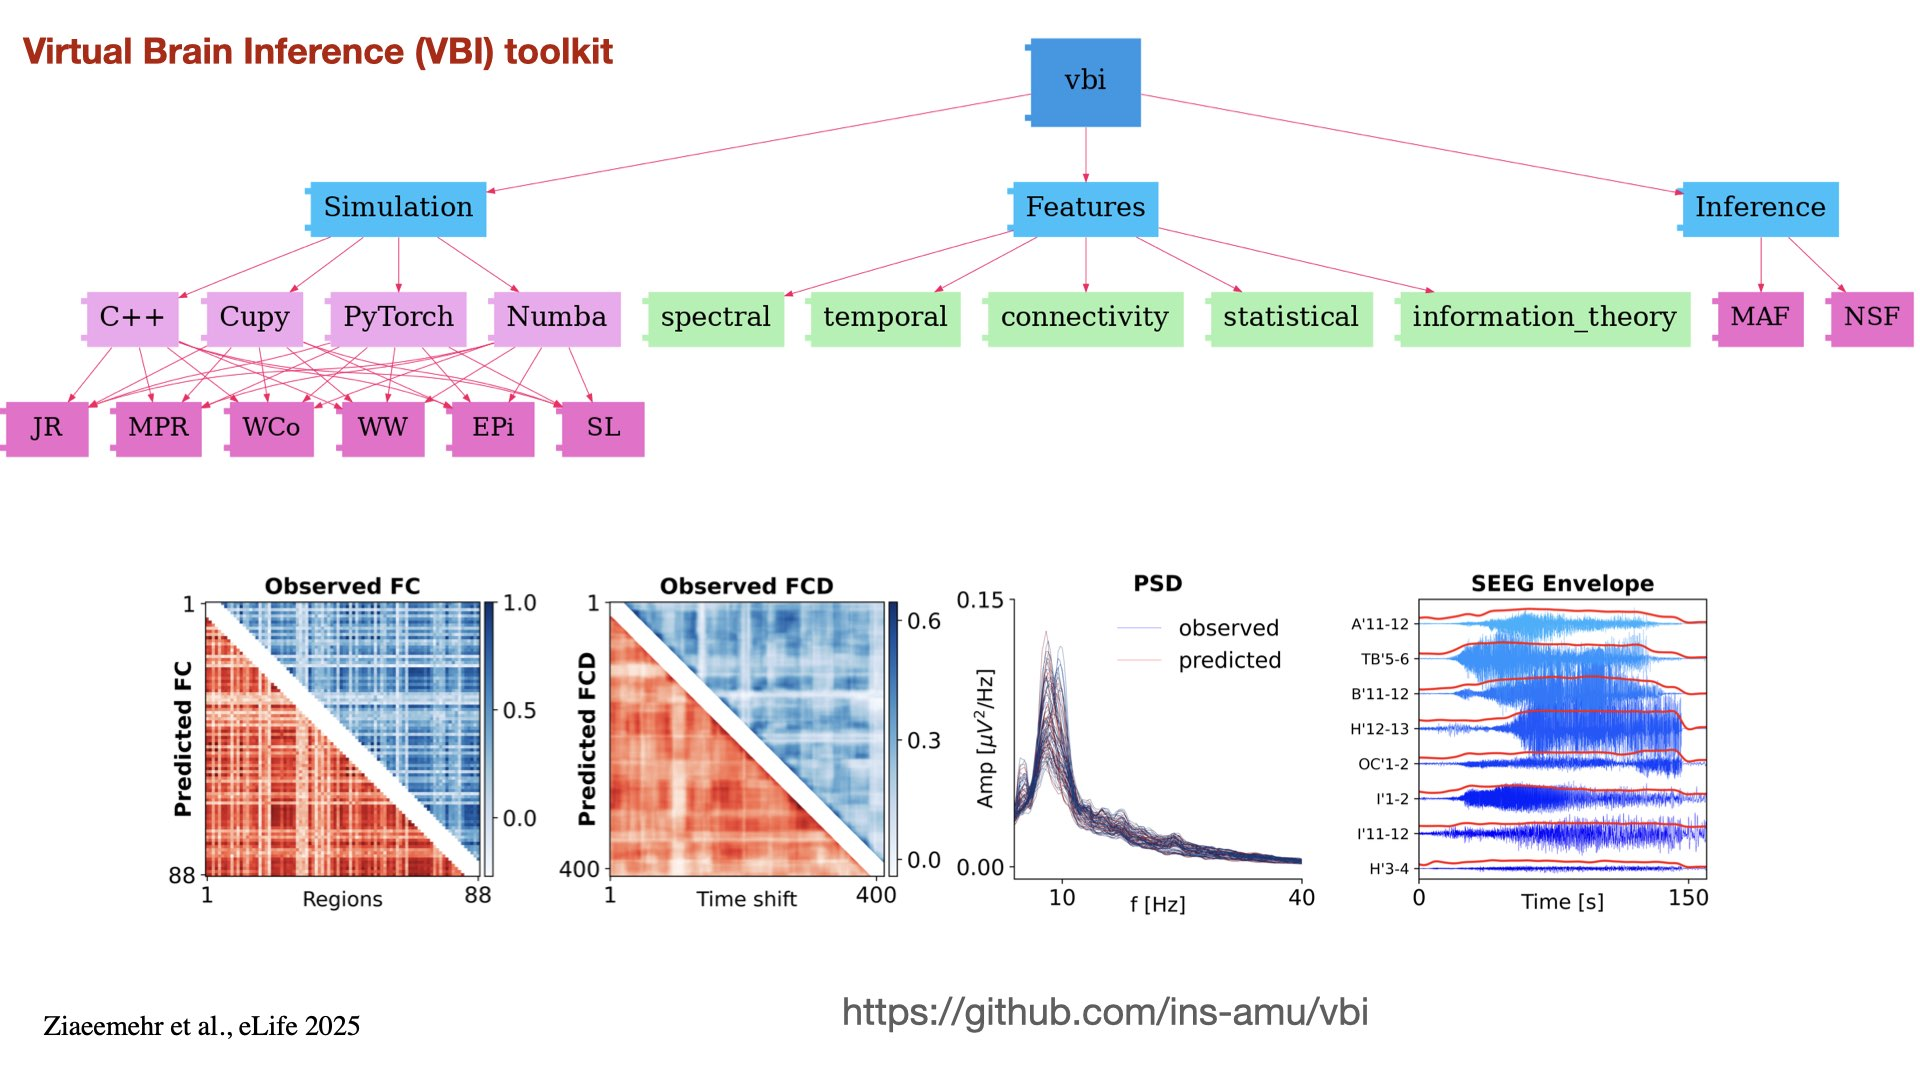 Virtual Brain Inference (VBI) toolkit
vbi
Simulation
Features
Inference
C++
Cupy
PyTorch
Numba
spectral
temporal
connectivity
statistical
information_theory
MAF
NSF
JR
MPR
WCo
WW
EPi
SL
Observed FC
Predicted FC
1
88
1
88
Regions
1.0
0.5
0.0
Observed FCD
Predicted FCD
1
400
1
400
Time shift
0.6
0.3
0.0
PSD
0.15
0.00
Amp [μV²/Hz]
observed
predicted
10
40
f [Hz]
SEEG Envelope
A'11-12
TB'5-6
B'11-12
H'12-13
OC'1-2
I'1-2
I'11-12
H'3-4
0
150
Time [s]
Ziaeemehr et al., eLife 2025
https://github.com/ins-amu/vbi